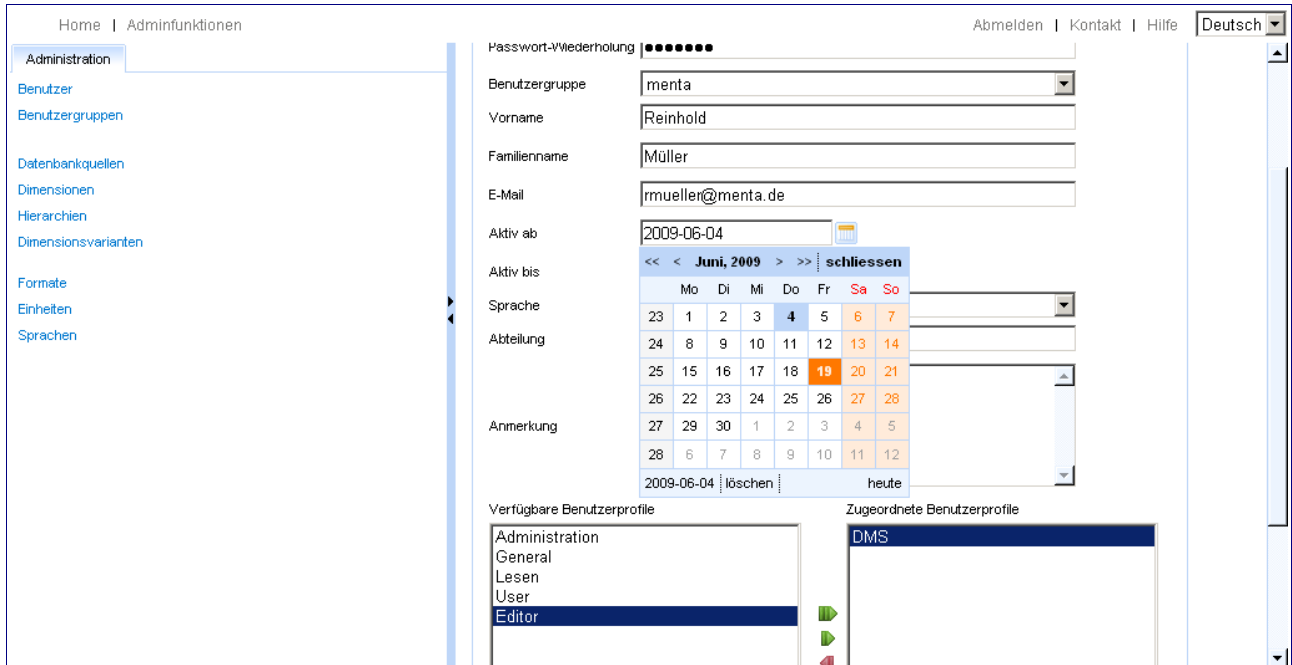 Home | Adminfunktionen
Abmelden | Kontakt | Hilfe
Deutsch
Administration
Benutzer
Benutzergruppen
Datenbankquellen
Dimensionen
Hierarchien
Dimensionsvarianten
Formate
Einheiten
Sprachen
Passwort-Wiederholung
Benutzergruppe menta
Vorname Reinhold
Familienname Müller
E-Mail rmueller@menta.de
Aktiv ab 2009-06-04
Aktiv bis
Sprache
Abteilung
Anmerkung
<< < Juni, 2009 > >> schliessen
Mo Di Mi Do Fr Sa So
23 1 2 3 4 5 6 7
24 8 9 10 11 12 13 14
25 15 16 17 18 19 20 21
26 22 23 24 25 26 27 28
27 29 30 1 2 3 4 5
28 6 7 8 9 10 11 12
2009-06-04 löschen heute
Verfügbare Benutzerprofile
Administration
General
Lesen
User
Editor
Zugeordnete Benutzerprofile
DMS